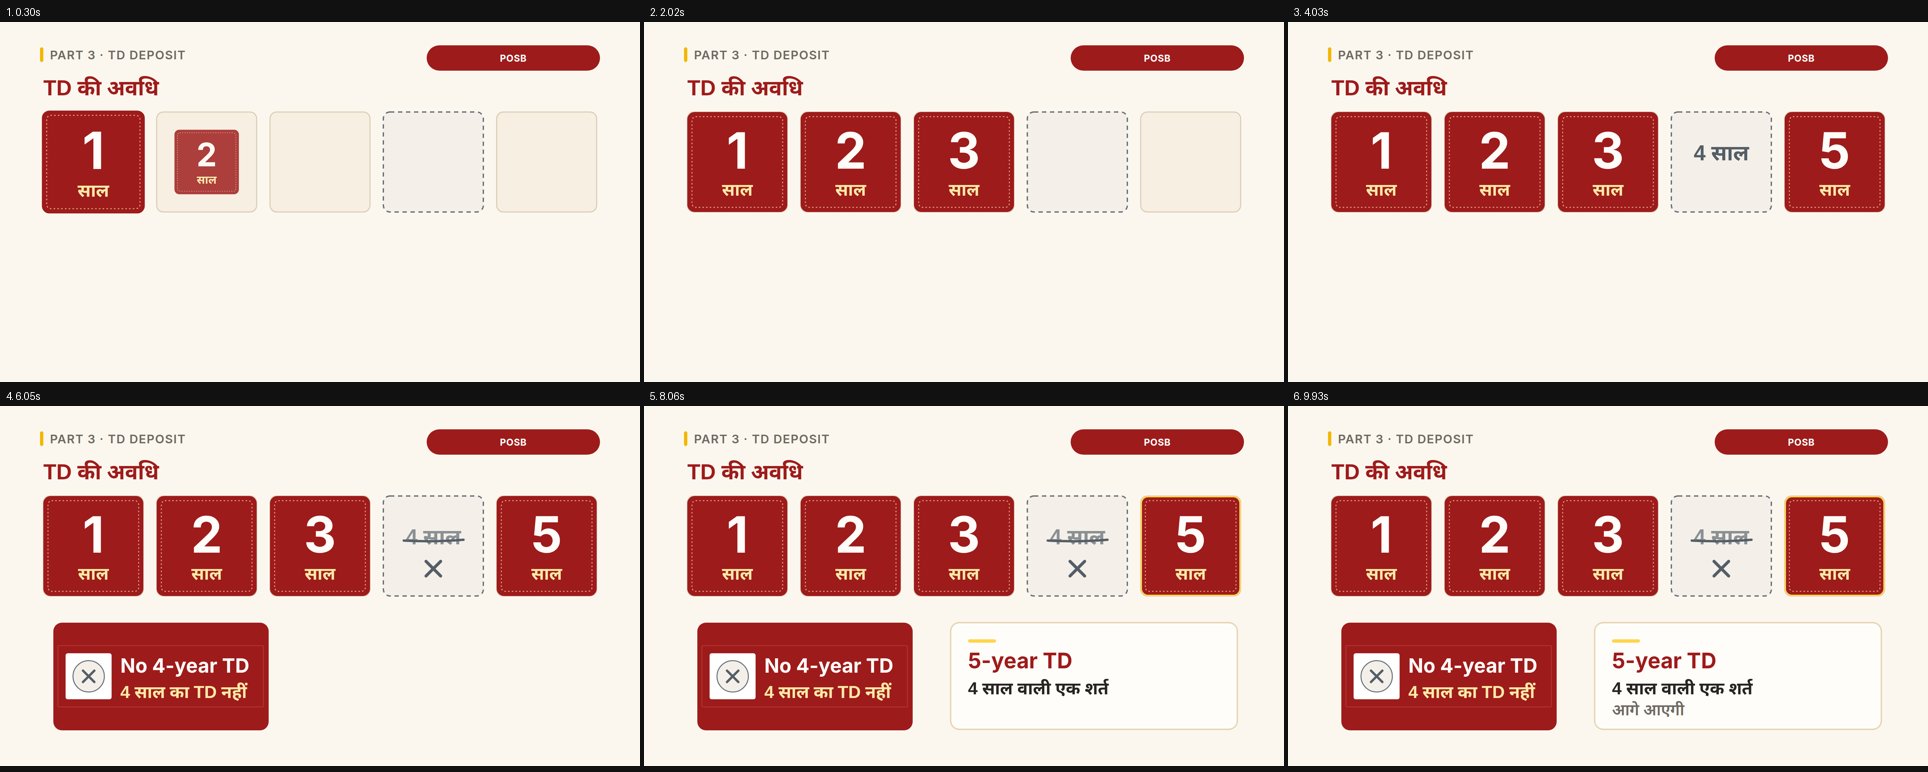 1. 0.30s
PART 3 · TD DEPOSIT
POSB
TD की अवधि
1
साल
2
साल
2. 2.02s
PART 3 · TD DEPOSIT
POSB
TD की अवधि
1
साल
2
साल
3
साल
3. 4.03s
PART 3 · TD DEPOSIT
POSB
TD की अवधि
1
साल
2
साल
3
साल
4 साल
5
साल
4. 6.05s
PART 3 · TD DEPOSIT
POSB
TD की अवधि
1
साल
2
साल
3
साल
4 साल
5
साल
No 4-year TD
4 साल का TD नहीं
5. 8.06s
PART 3 · TD DEPOSIT
POSB
TD की अवधि
1
साल
2
साल
3
साल
4 साल
5
साल
No 4-year TD
4 साल का TD नहीं
5-year TD
4 साल वाली एक शर्त
6. 9.93s
PART 3 · TD DEPOSIT
POSB
TD की अवधि
1
साल
2
साल
3
साल
4 साल
5
साल
No 4-year TD
4 साल का TD नहीं
5-year TD
4 साल वाली एक शर्त
आगे आएगी